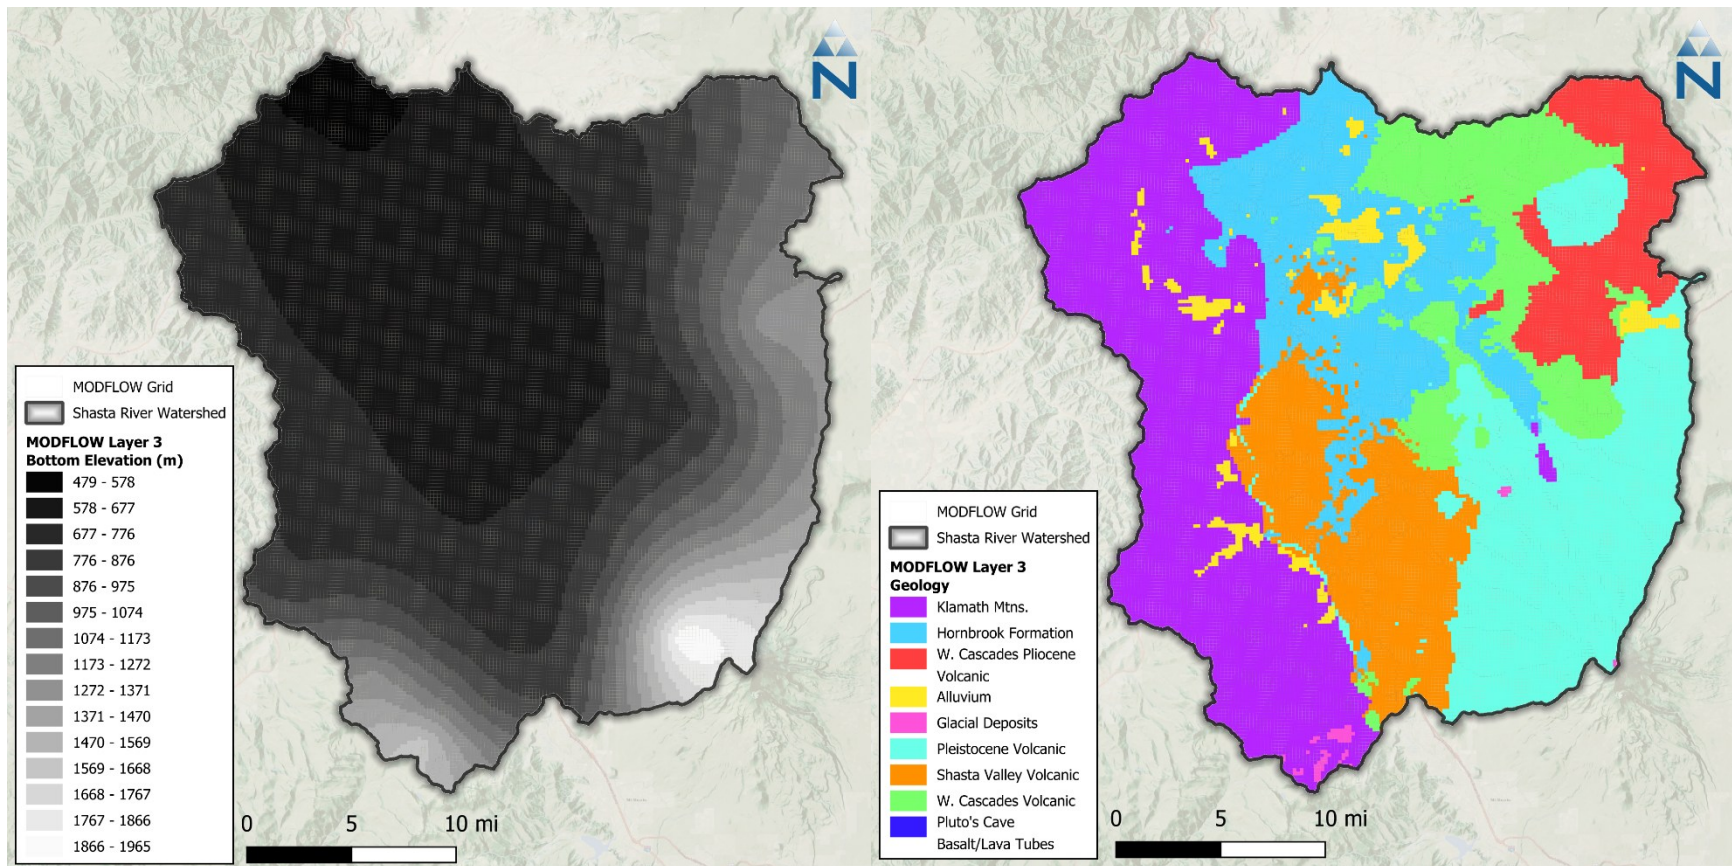 N
MODFLOW Grid
Shasta River Watershed
MODFLOW Layer 3
Bottom Elevation (m)
479 - 578
578 - 677
677 - 776
776 - 876
876 - 975
975 - 1074
1074 - 1173
1173 - 1272
1272 - 1371
1371 - 1470
1470 - 1569
1569 - 1668
1668 - 1767
1767 - 1866
1866 - 1965
0 5 10 mi
N
MODFLOW Grid
Shasta River Watershed
MODFLOW Layer 3
Geology
Klamath Mtns.
Hornbrook Formation
W. Cascades Pliocene
Volcanic
Alluvium
Glacial Deposits
Pleistocene Volcanic
Shasta Valley Volcanic
W. Cascades Volcanic
Pluto's Cave
Basalt/Lava Tubes
0 5 10 mi